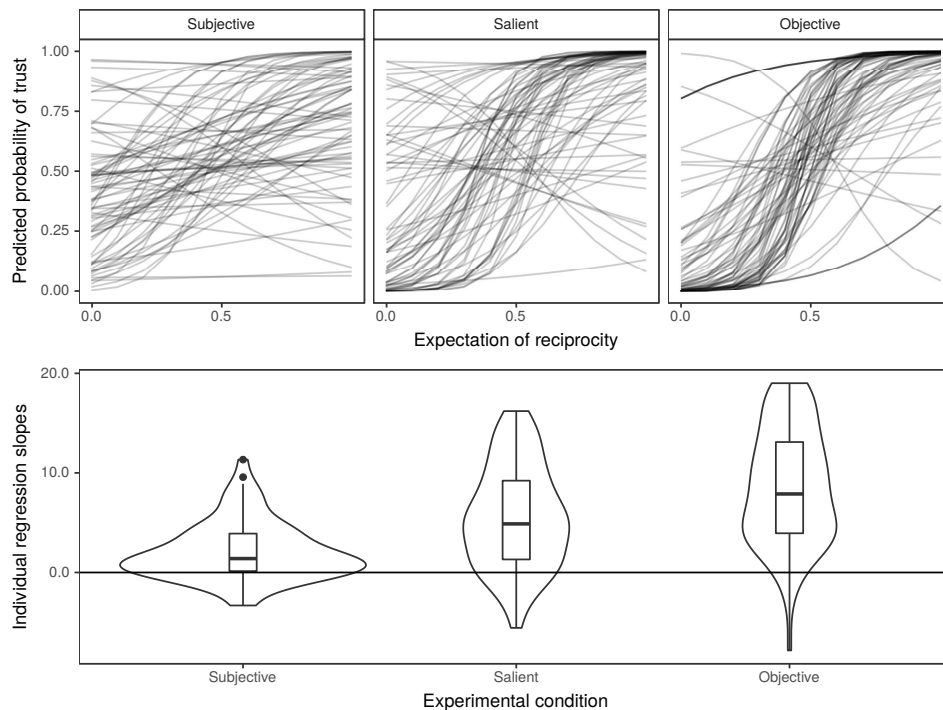 Subjective Salient Objective
Predicted probability of trust
1.00
0.75
0.50
0.25
0.00
0.0 0.5 0.0 0.5 0.0 0.5
Expectation of reciprocity
Individual regression slopes
20.0
10.0
0.0
Subjective Salient Objective
Experimental condition